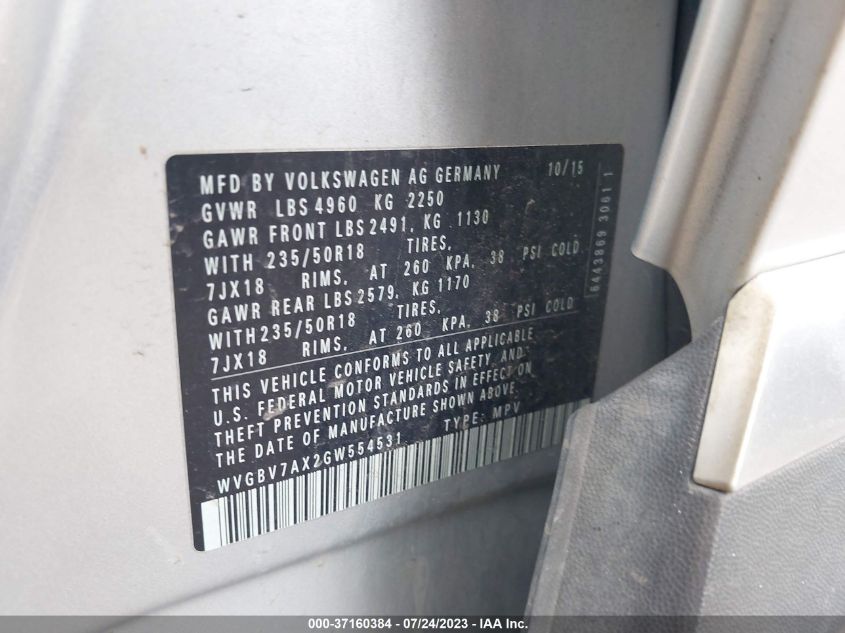 MFD BY VOLKSWAGEN AG GERMANY 10/15
GVWR LBS 4960 KG 2250
GAWR FRONT LBS 2491, KG 1130
WITH 235/50R18 TIRES,
7JX18 RIMS, AT 260 KPA, 38 PSI COLD
GAWR REAR LBS 2579, KG 1170
WITH 235/50R18 TIRES,
7JX18 RIMS, AT 260 KPA, 38 PSI COLD
THIS VEHICLE CONFORMS TO ALL APPLICABLE
U.S. FEDERAL MOTOR VEHICLE SAFETY, AND
THEFT PREVENTION STANDARDS IN EFFECT ON
THE DATE OF MANUFACTURE SHOWN ABOVE.
WVGBV7AX2GW554531 TYPE: MPV
6443869 3061 1
000-37160384 - 07/24/2023 - IAA Inc.